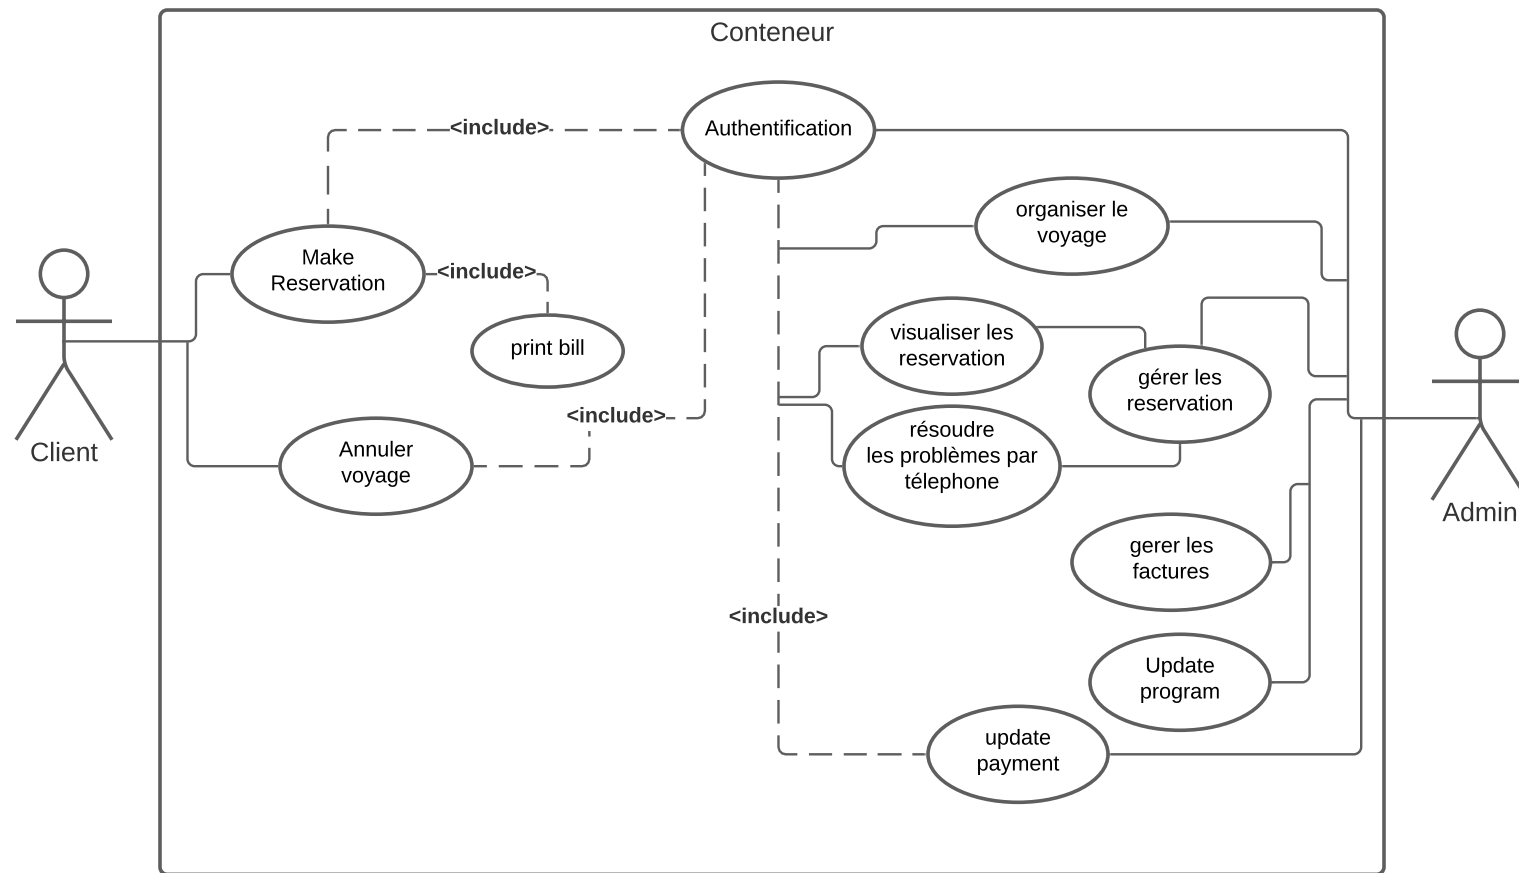 Conteneur
<include>
Authentification
organiser le
voyage
Make
Reservation
<include>
print bill
visualiser les
reservation
gérer les
reservation
<include>
Client
Annuler
voyage
résoudre
les problèmes par
télephone
Admin
gerer les
factures
<include>
Update
program
update
payment